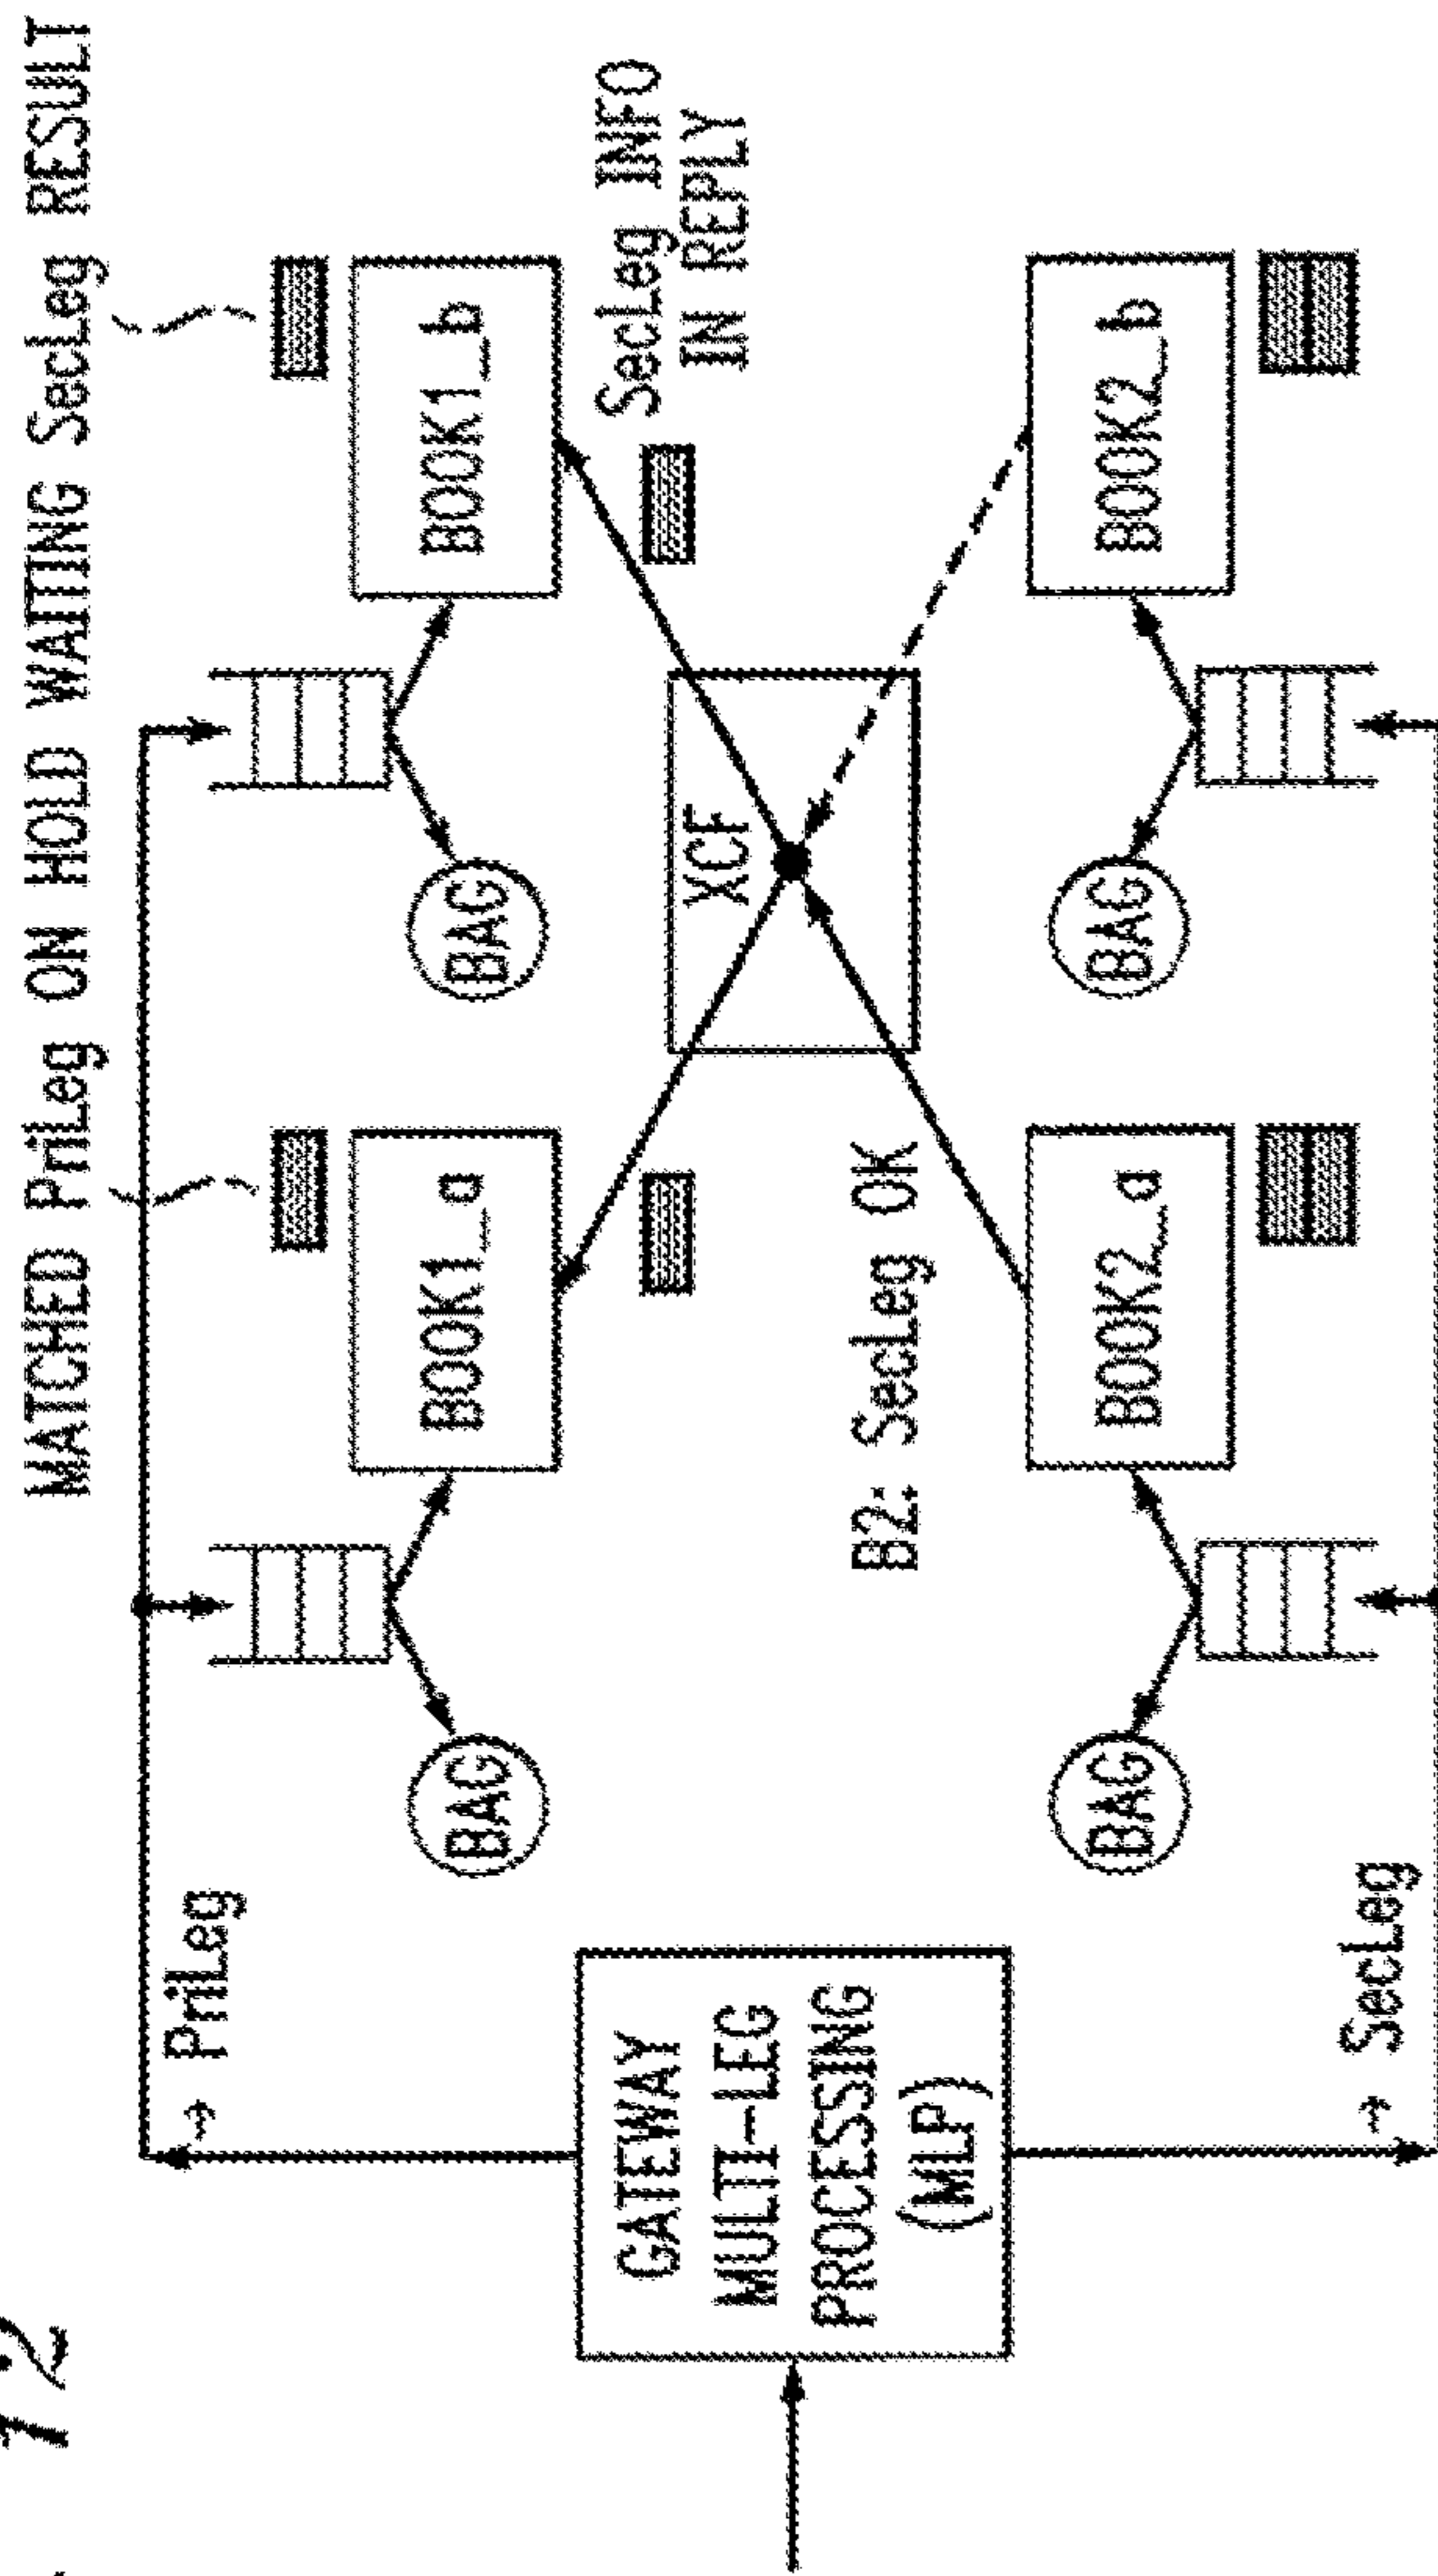 12
MATCHED PriLeg ON HOLD WAITING SecLeg RESULT
PriLeg
BAG
BOOK1_a
BAG
BOOK1_b
SecLeg INFO
IN REPLY
GATEWAY
MULTI-LEG
PROCESSING
(MLP)
XCF
B2: SecLeg OK
BAG
BOOK2_a
BAG
BOOK2_b
SecLeg